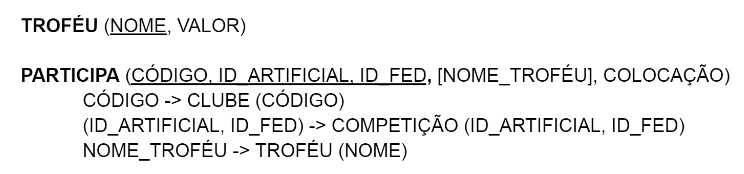 TROFÉU (NOME, VALOR)
PARTICIPA (CÓDIGO, ID_ARTIFICIAL, ID_FED, [NOME_TROFÉU], COLOCAÇÃO)
CÓDIGO -> CLUBE (CÓDIGO)
(ID_ARTIFICIAL, ID_FED) -> COMPETIÇÃO (ID_ARTIFICIAL, ID_FED)
NOME_TROFÉU -> TROFÉU (NOME)